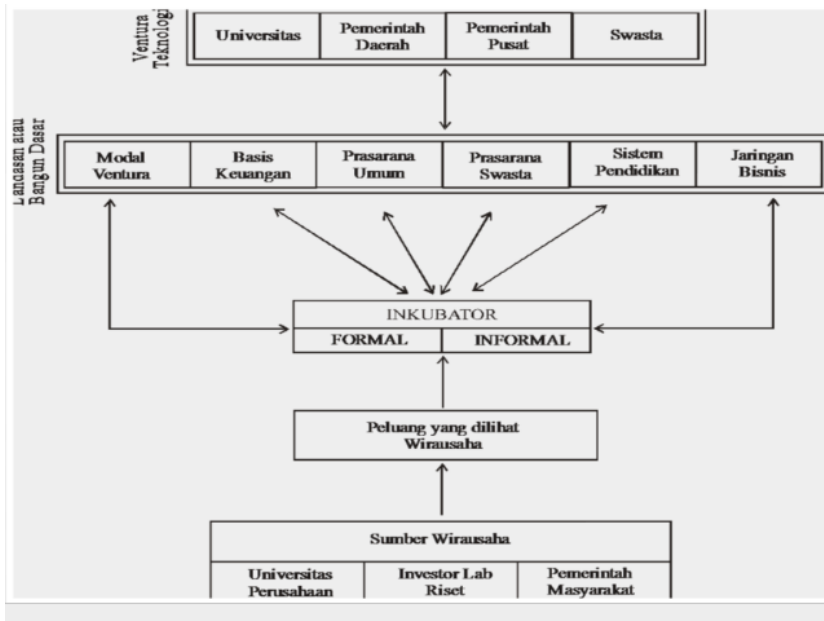 Ventura
Teknologi
Universitas
Pemerintah
Daerah
Pemerintah
Pusat
Swasta
Landasan atau
Bangun Dasar
Modal
Ventura
Basis
Keuangan
Prasarana
Umum
Prasarana
Swasta
Sistem
Pendidikan
Jaringan
Bisnis
INKUBATOR
FORMAL
INFORMAL
Peluang yang dilihat
Wirausaha
Sumber Wirausaha
Universitas
Perusahaan
Investor Lab
Riset
Pemerintah
Masyarakat